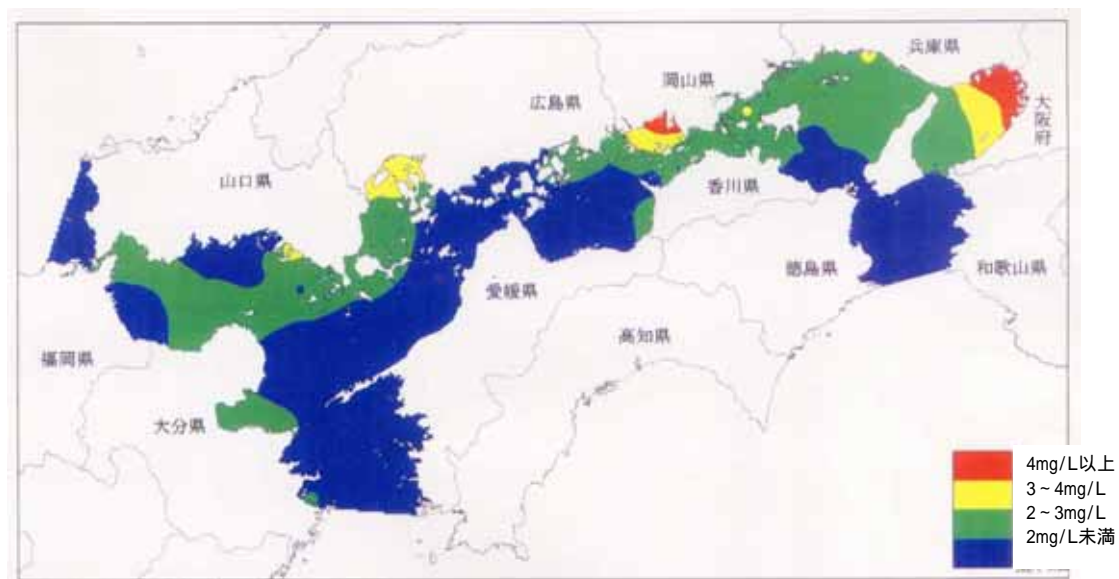 兵庫県
岡山県
大阪府
広島県
山口県
香川県
徳島県
和歌山県
愛媛県
高知県
福岡県
大分県
4mg/L以上
3～4mg/L
2～3mg/L
2mg/L未満